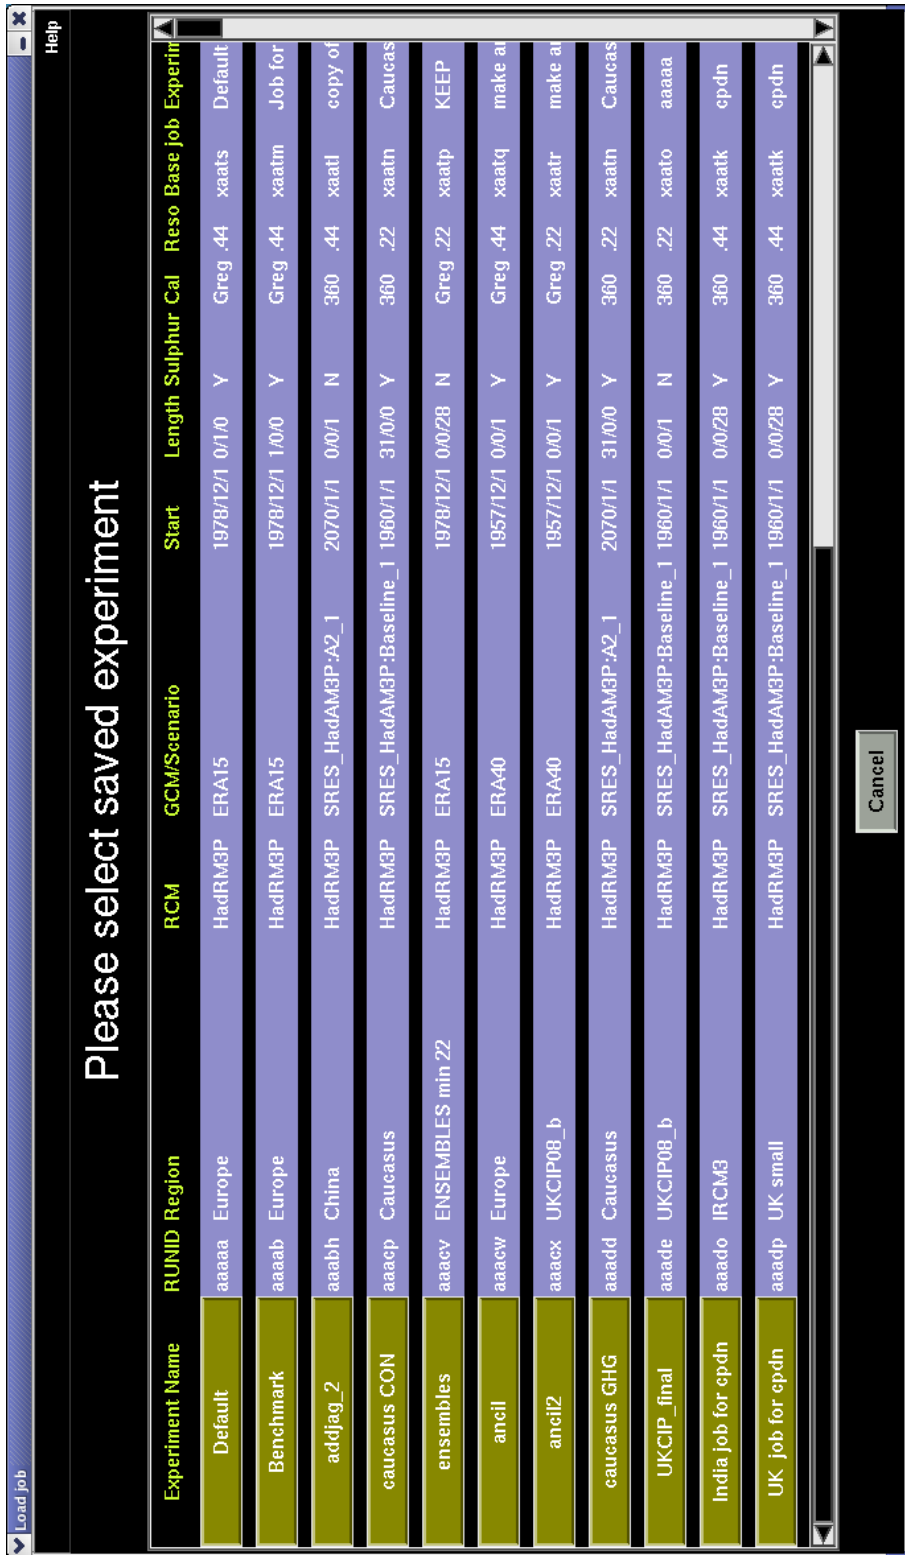 Load job
Help
Please select saved experiment
Experiment Name RUNID Region RCM GCM/Scenario Start Length Sulphur Cal Reso Base job Experim
Default aaaaa Europe HadRM3P ERA15 1978/12/1 0/1/0 Y Greg .44 xaats Default
Benchmark aaaab Europe HadRM3P ERA15 1978/12/1 1/0/0 Y Greg .44 xaatm Job for
addjag_2 aaabh China HadRM3P SRES_HadAM3P:A2_1 2070/1/1 0/0/1 N 360 .44 xaatl copy of
caucasus CON aaacp Caucasus HadRM3P SRES_HadAM3P:Baseline_1 1960/1/1 31/0/0 Y 360 .22 xaatn Caucas
ensembles aaacv ENSEMBLES min 22 HadRM3P ERA15 1978/12/1 0/0/28 N Greg .22 xaatp KEEP
ancil aaacw Europe HadRM3P ERA40 1957/12/1 0/0/1 Y Greg .44 xaatq make a
ancil2 aaacx UKCIP08_b HadRM3P ERA40 1957/12/1 0/0/1 Y Greg .22 xaatr make a
caucasus GHG aaadd Caucasus HadRM3P SRES_HadAM3P:A2_1 2070/1/1 31/0/0 Y 360 .22 xaatn Caucas
UKCIP_final aaade UKCIP08_b HadRM3P SRES_HadAM3P:Baseline_1 1960/1/1 0/0/1 N 360 .22 xaato aaaaa
India job for cpdn aaado IRCM3 HadRM3P SRES_HadAM3P:Baseline_1 1960/1/1 0/0/28 Y 360 .44 xaatk cpdn
UK job for cpdn aaadp UK small HadRM3P SRES_HadAM3P:Baseline_1 1960/1/1 0/0/28 Y 360 .44 xaatk cpdn
Cancel